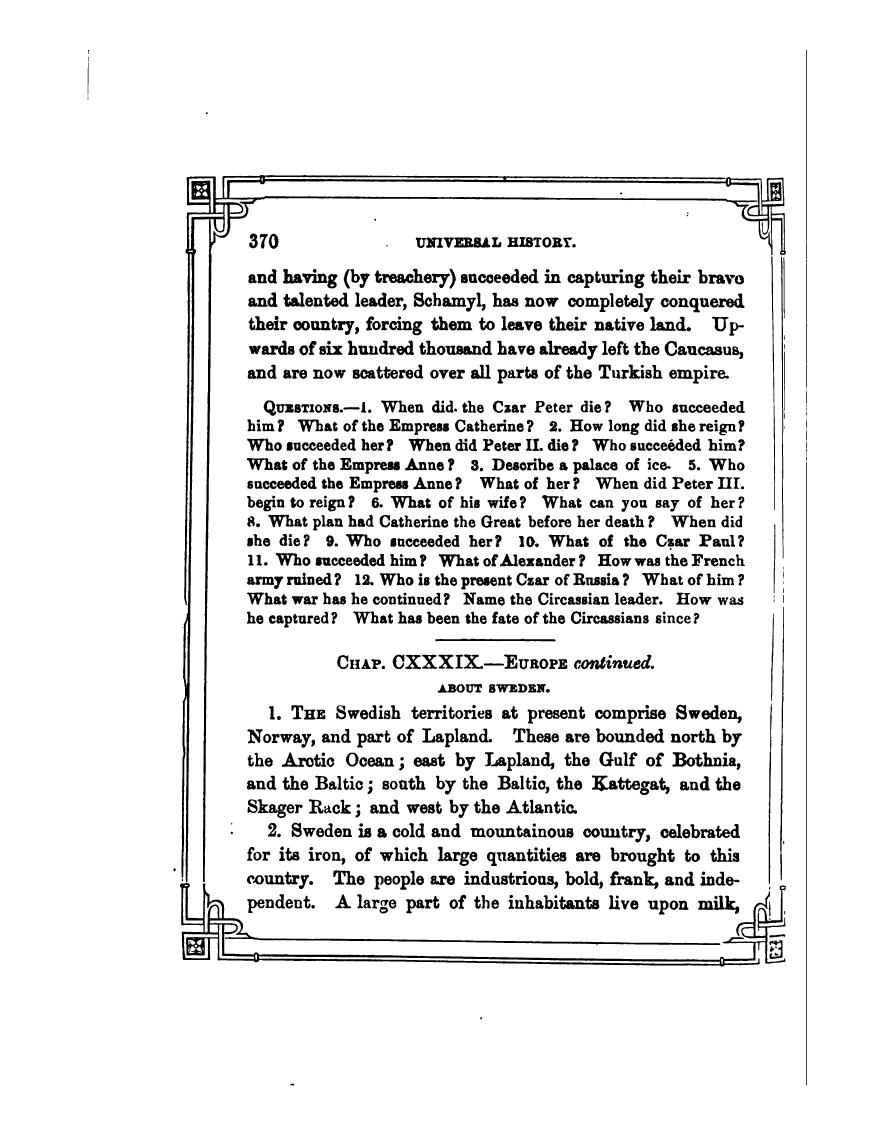 370 UNIVERSAL HISTORY.
and having (by treachery) succeeded in capturing their brave
and talented leader, Schamyl, has now completely conquered
their country, forcing them to leave their native land. Up-
wards of six hundred thousand have already left the Caucasus,
and are now scattered over all parts of the Turkish empire.
QUESTIONS.—1. When did the Czar Peter die? Who succeeded
him? What of the Empress Catherine? 2. How long did she reign?
Who succeeded her? When did Peter II. die? Who succeeded him?
What of the Empress Anne? 3. Describe a palace of ice. 5. Who
succeeded the Empress Anne? What of her? When did Peter III.
begin to reign? 6. What of his wife? What can you say of her?
8. What plan had Catherine the Great before her death? When did
she die? 9. Who succeeded her? 10. What of the Czar Paul?
11. Who succeeded him? What of Alexander? How was the French
army ruined? 12. Who is the present Czar of Russia? What of him?
What war has he continued? Name the Circassian leader. How was
he captured? What has been the fate of the Circassians since?
CHAP. CXXXIX.—EUROPE continued.
ABOUT SWEDEN.
1. THE Swedish territories at present comprise Sweden,
Norway, and part of Lapland. These are bounded north by
the Arctic Ocean; east by Lapland, the Gulf of Bothnia,
and the Baltic; south by the Baltic, the Kattegat, and the
Skager Rack; and west by the Atlantic.
2. Sweden is a cold and mountainous country, celebrated
for its iron, of which large quantities are brought to this
country. The people are industrious, bold, frank, and inde-
pendent. A large part of the inhabitants live upon milk,